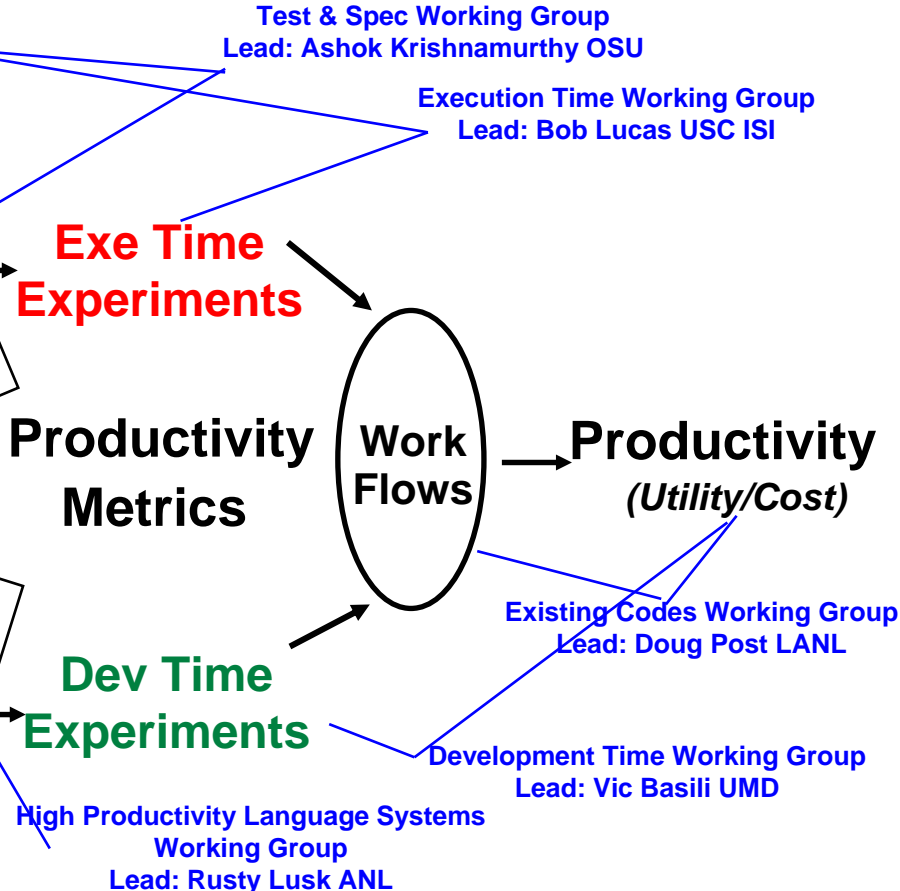 Test & Spec Working Group
Lead: Ashok Krishnamurthy OSU
Execution Time Working Group
Lead: Bob Lucas USC ISI
Exe Time
Experiments
Productivity
Metrics
Work
Flows
Productivity
(Utility/Cost)
Existing Codes Working Group
Lead: Doug Post LANL
Dev Time
Experiments
Development Time Working Group
Lead: Vic Basili UMD
High Productivity Language Systems
Working Group
Lead: Rusty Lusk ANL